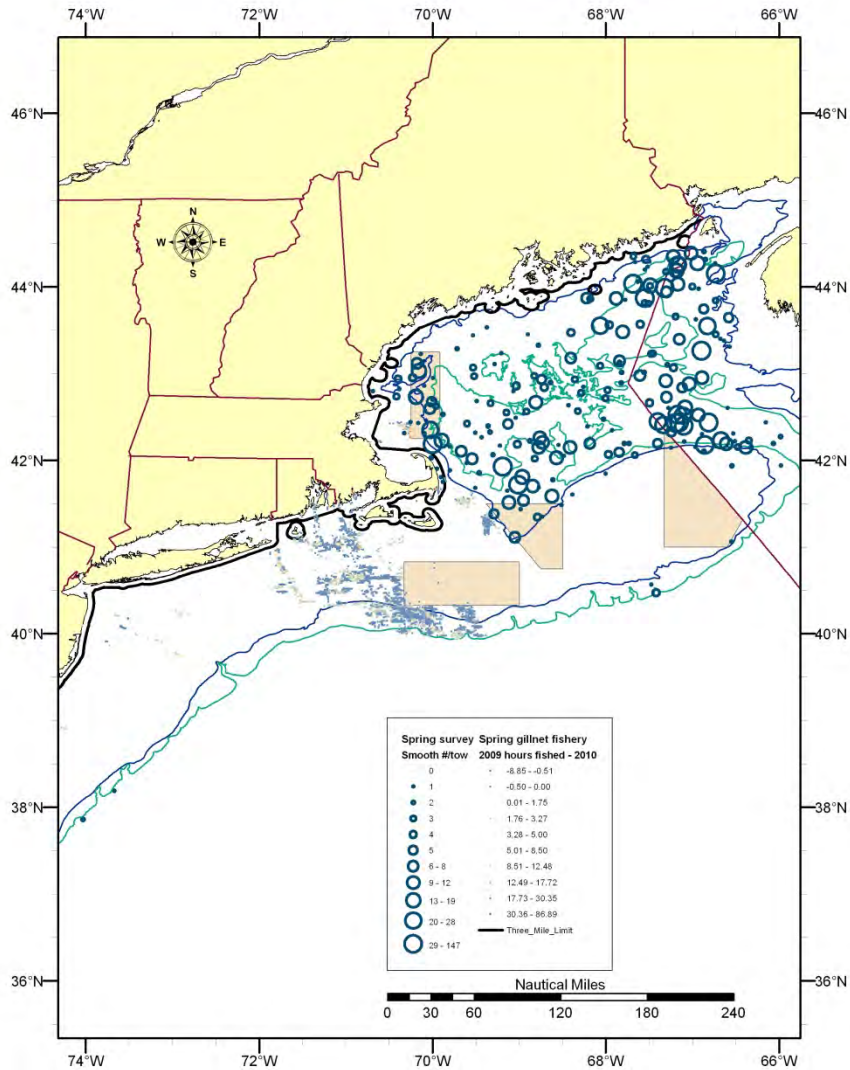 74°W 72°W 70°W 68°W 66°W
46°N 46°N
N
W E
S
44°N 44°N
42°N 42°N
40°N 40°N
38°N 38°N
Spring survey Spring gillnet fishery
Smooth #/tow 2009 hours fished - 2010
0 -8.85 - -0.51
1 -0.50 - 0.00
2 0.01 - 1.75
3 1.76 - 3.27
4 3.28 - 5.00
5 5.01 - 8.50
6 - 8 8.51 - 12.48
9 - 12 12.49 - 17.72
13 - 19 17.73 - 30.35
20 - 28 30.36 - 86.89
29 - 147 Three_Mile_Limit
36°N 36°N
Nautical Miles
0 30 60 120 180 240
74°W 72°W 70°W 68°W 66°W